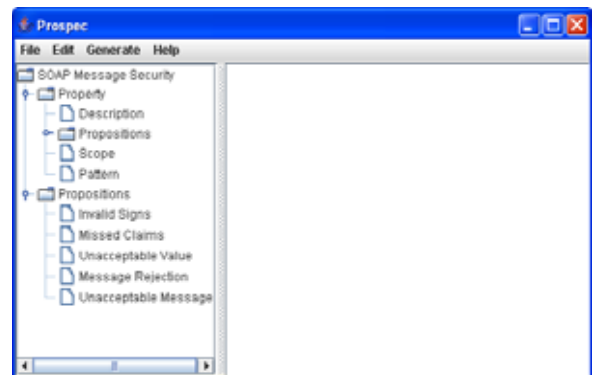 Prospec
File Edit Generate Help
SOAP Message Security
Property
Description
Propositions
Scope
Pattern
Propositions
Invalid Signs
Missed Claims
Unacceptable Value
Message Rejection
Unacceptable Message